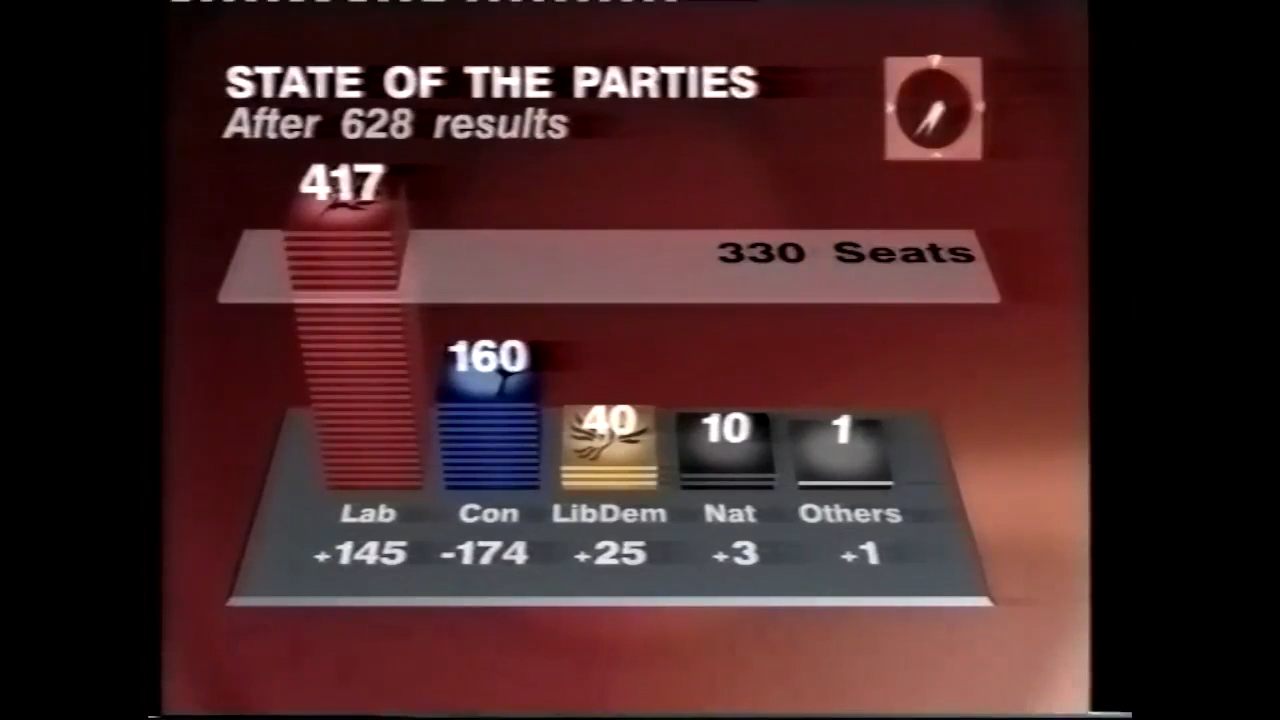 STATE OF THE PARTIES
After 628 results
417
330 Seats
160
40 10 1
Lab Con LibDem Nat Others
+145 -174 +25 +3 +1